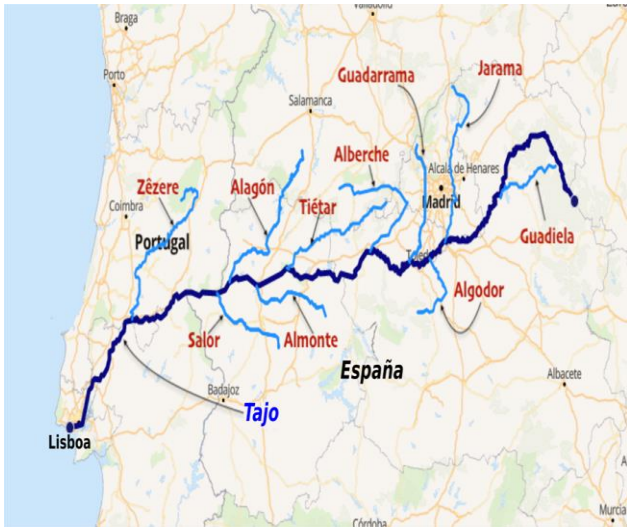 Braga
Valladolid
Porto
Guadarrama
Jarama
Salamanca
Alberche
Alcalá de Henares
Zêzere
Alagón
Madrid
Coimbra
Tiétar
Portugal
Guadiela
Toledo
Algodor
Salor
Almonte
España
Badajoz
Albacete
Tajo
Lisboa
Murcia
Córdoba